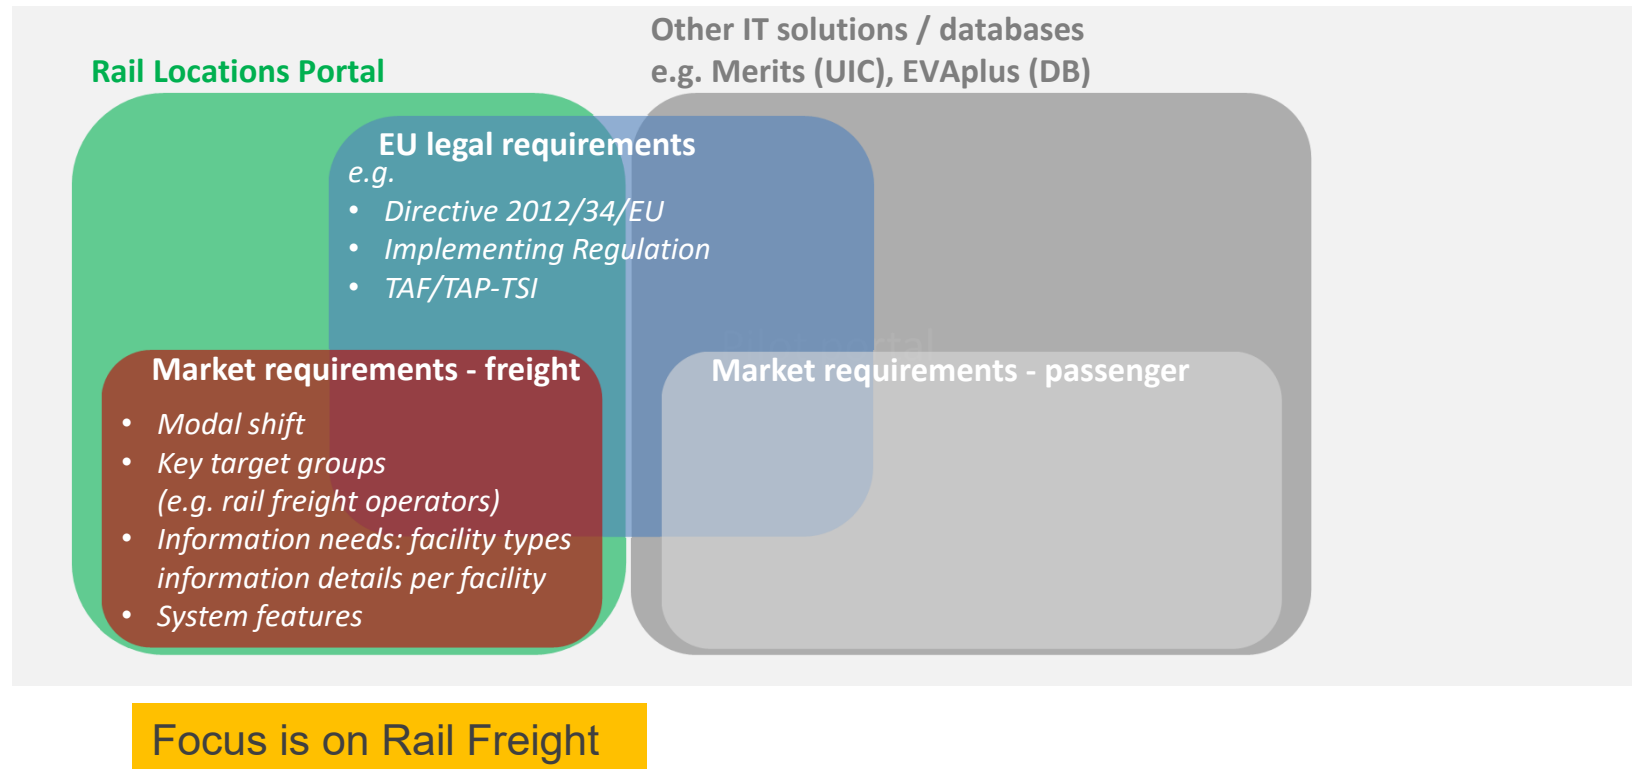 Other IT solutions / databases
e.g. Merits (UIC), EVAplus (DB)
Rail Locations Portal
EU legal requirements
e.g.
• Directive 2012/34/EU
• Implementing Regulation
• TAF/TAP-TSI
Pilot portal
Market requirements - freight
• Modal shift
• Key target groups
(e.g. rail freight operators)
• Information needs: facility types
information details per facility
• System features
Market requirements - passenger
Focus is on Rail Freight